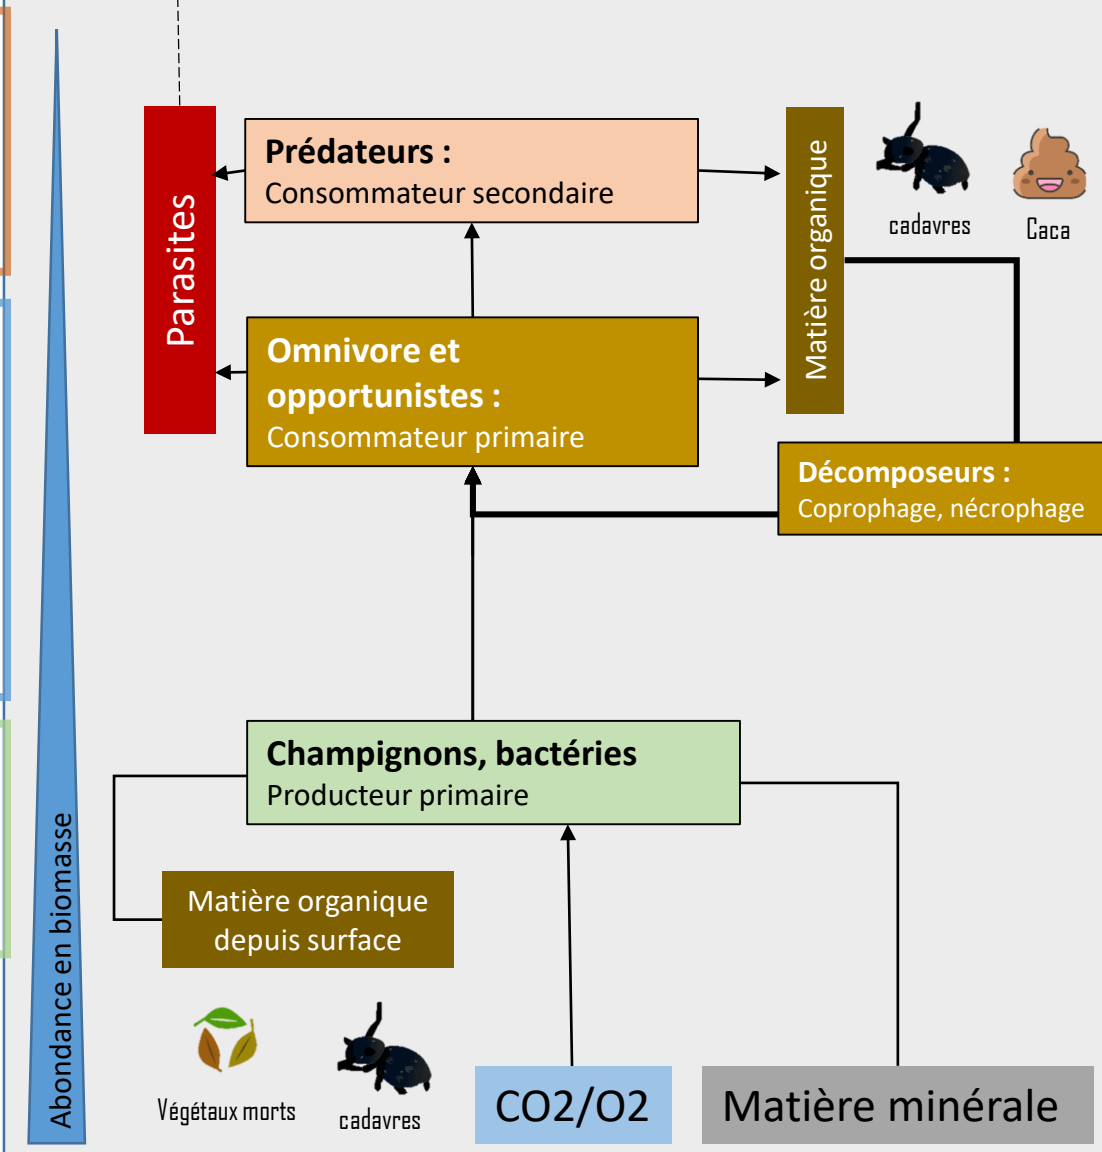 Prédateurs :
Consommateur secondaire
Parasites
Matière organique
cadavres
Caca
Omnivore et
opportunistes :
Consommateur primaire
Décomposeurs :
Coprophage, nécrophage
Champignons, bactéries
Producteur primaire
Matière organique
depuis surface
Abondance en biomasse
Végétaux morts
cadavres
CO2/O2
Matière minérale